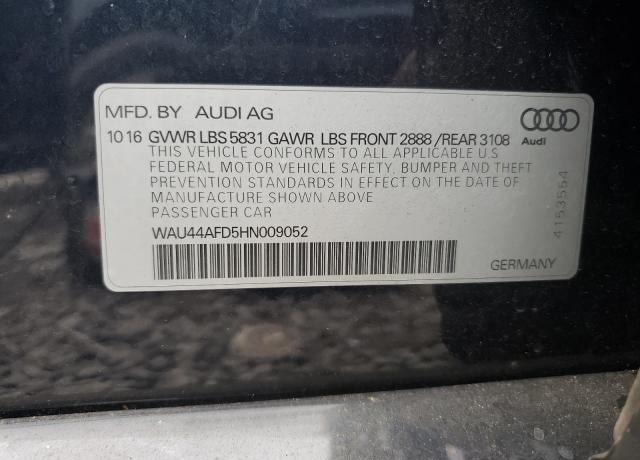 MFD. BY AUDI AG
10 16 GVWR LBS 5831 GAWR LBS FRONT 2888 /REAR 3108
Audi
THIS VEHICLE CONFORMS TO ALL APPLICABLE U.S
FEDERAL MOTOR VEHICLE SAFETY, BUMPER AND THEFT
PREVENTION STANDARDS IN EFFECT ON THE DATE OF
MANUFACTURE SHOWN ABOVE
PASSENGER CAR
4153554
WAU44AFD5HN009052
GERMANY